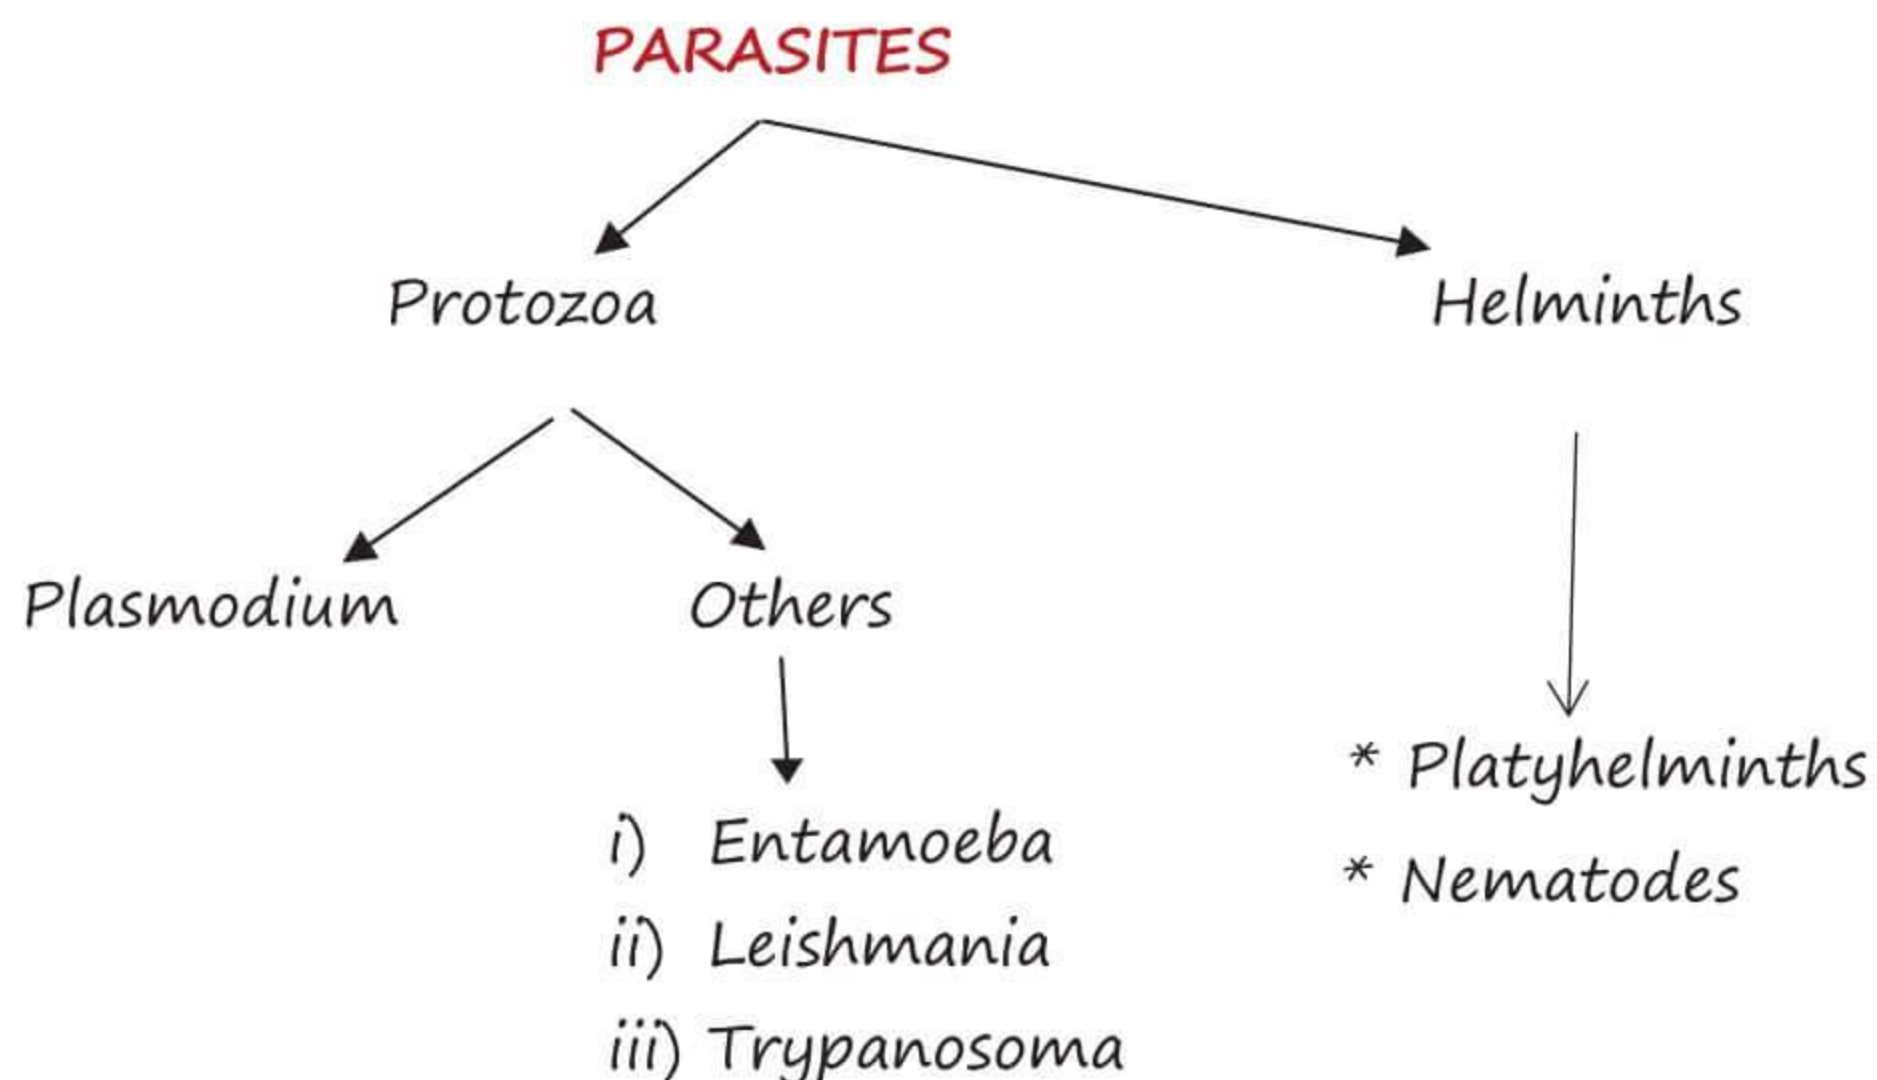 PARASITES
Protozoa
Helminths
Plasmodium
Others
* Platyhelminths
i) Entamoeba
* Nematodes
ii) Leishmania
iii) Trypanosoma